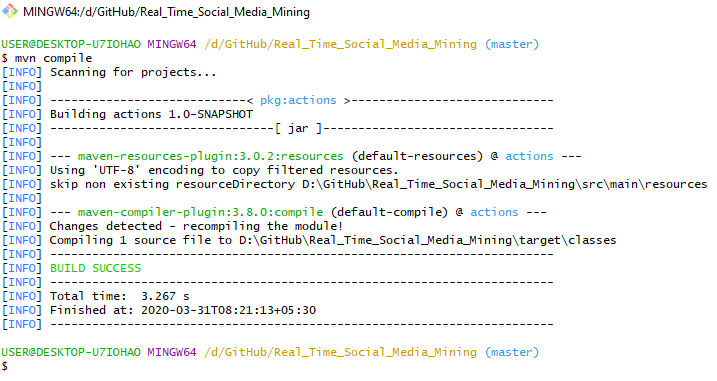 MINGW64:/d/GitHub/Real_Time_Social_Media_Mining
USER@DESKTOP-U7IOHAO MINGW64 /d/GitHub/Real_Time_Social_Media_Mining (master)
$ mvn compile
[INFO] Scanning for projects...
[INFO]
[INFO] ----------------------------< pkg:actions >-----------------------------
[INFO] Building actions 1.0-SNAPSHOT
[INFO] --------------------------------[ jar ]---------------------------------
[INFO]
[INFO] --- maven-resources-plugin:3.0.2:resources (default-resources) @ actions ---
[INFO] Using 'UTF-8' encoding to copy filtered resources.
[INFO] skip non existing resourceDirectory D:\GitHub\Real_Time_Social_Media_Mining\src\main\resources
[INFO]
[INFO] --- maven-compiler-plugin:3.8.0:compile (default-compile) @ actions ---
[INFO] Changes detected - recompiling the module!
[INFO] Compiling 1 source file to D:\GitHub\Real_Time_Social_Media_Mining\target\classes
[INFO] ------------------------------------------------------------------------
[INFO] BUILD SUCCESS
[INFO] ------------------------------------------------------------------------
[INFO] Total time:  3.267 s
[INFO] Finished at: 2020-03-31T08:21:13+05:30
[INFO] ------------------------------------------------------------------------
USER@DESKTOP-U7IOHAO MINGW64 /d/GitHub/Real_Time_Social_Media_Mining (master)
$